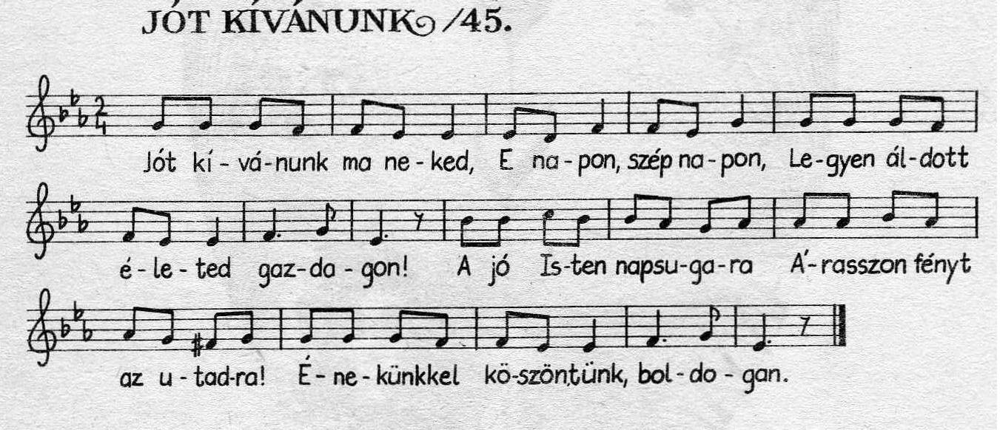 JÓT KÍVÁNUNK /45.
2
4
Jót kí-vá-nunk ma ne-ked, E na-pon, szép na-pon, Le-gyen ál-dott
é-le-ted gaz-da-gon! A jó Is-ten napsu-ga-ra Á-rasszon fényt
az u-tad-ra! É-ne-künkkel kö-szöntünk, bol-do-gan.